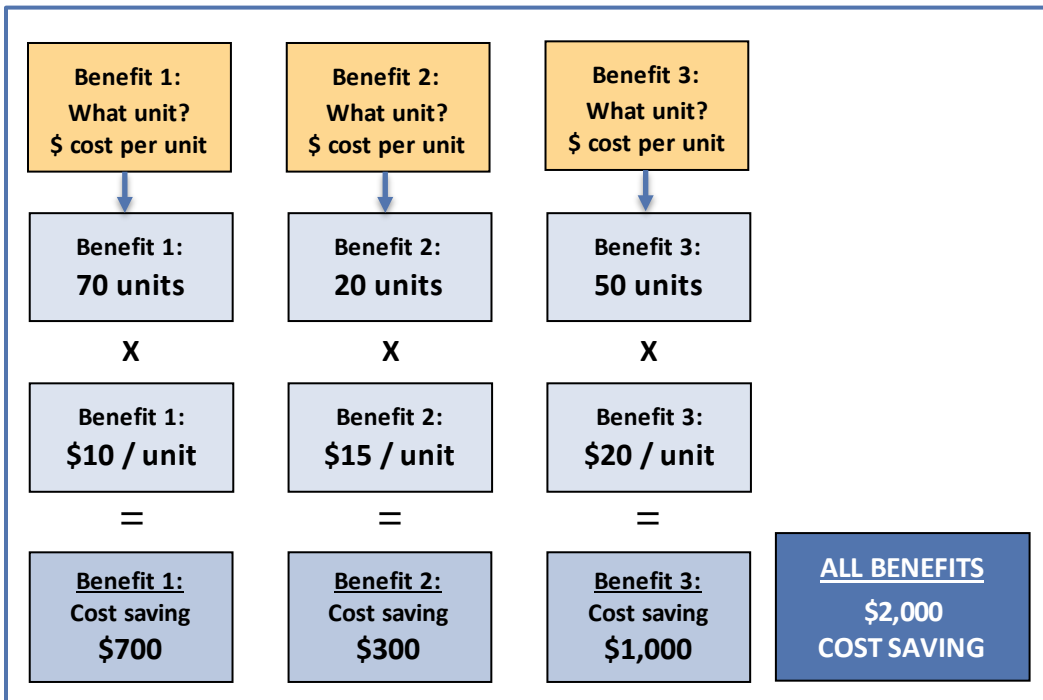 Benefit 1:
What unit?
$ cost per unit
Benefit 2:
What unit?
$ cost per unit
Benefit 3:
What unit?
$ cost per unit
Benefit 1:
70 units
Benefit 2:
20 units
Benefit 3:
50 units
X
X
X
Benefit 1:
$10 / unit
Benefit 2:
$15 / unit
Benefit 3:
$20 / unit
=
=
=
Benefit 1:
Cost saving
$700
Benefit 2:
Cost saving
$300
Benefit 3:
Cost saving
$1,000
ALL BENEFITS
$2,000
COST SAVING